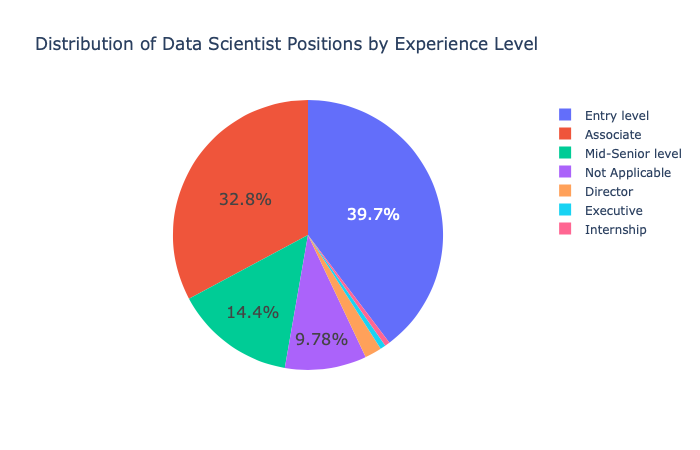 Distribution of Data Scientist Positions by Experience Level
Entry level
Associate
Mid-Senior level
Not Applicable
Director
Executive
Internship
39.7%
32.8%
14.4%
9.78%